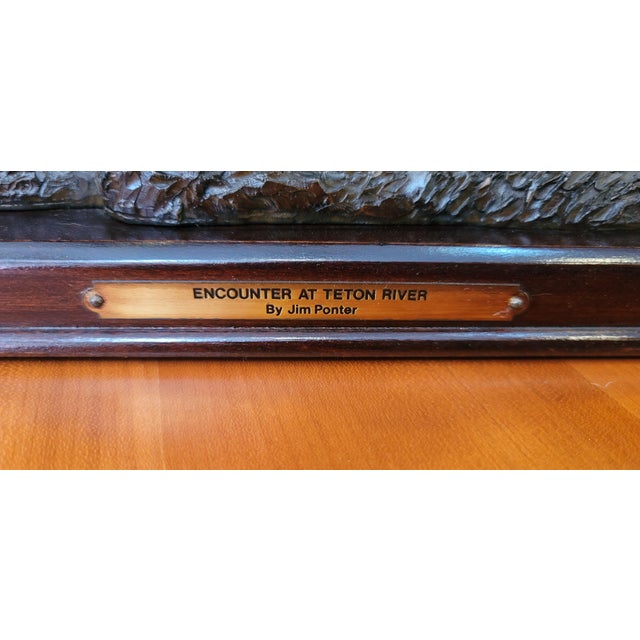 ENCOUNTER AT TETON RIVER
By Jim Ponter